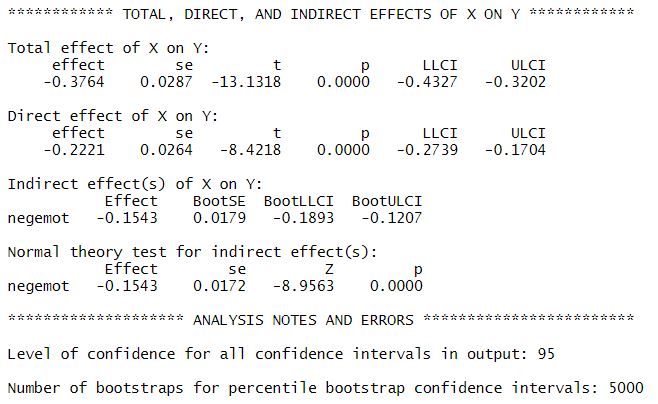 ************ TOTAL, DIRECT, AND INDIRECT EFFECTS OF X ON Y ************
Total effect of X on Y:
effect se t p LLCI ULCI
-0.3764 0.0287 -13.1318 0.0000 -0.4327 -0.3202
Direct effect of X on Y:
effect se t p LLCI ULCI
-0.2221 0.0264 -8.4218 0.0000 -0.2739 -0.1704
Indirect effect(s) of X on Y:
Effect BootSE BootLLCI BootULCI
negemot -0.1543 0.0179 -0.1893 -0.1207
Normal theory test for indirect effect(s):
Effect se Z p
negemot -0.1543 0.0172 -8.9563 0.0000
******************** ANALYSIS NOTES AND ERRORS ************************
Level of confidence for all confidence intervals in output: 95
Number of bootstraps for percentile bootstrap confidence intervals: 5000